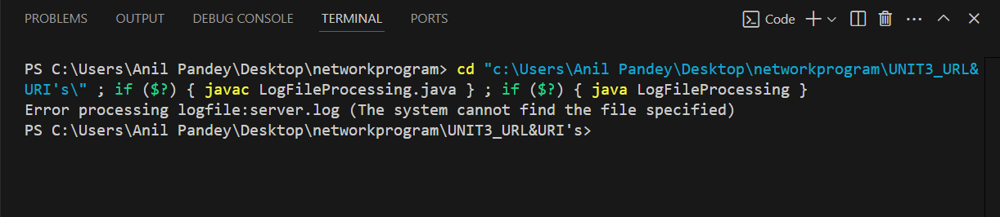 PROBLEMS OUTPUT DEBUG CONSOLE TERMINAL PORTS Code
PS C:\Users\Anil Pandey\Desktop\networkprogram> cd "c:\Users\Anil Pandey\Desktop\networkprogram\UNIT3_URL&
URI's\" ; if ($?) { javac LogFileProcessing.java } ; if ($?) { java LogFileProcessing }
Error processing logfile:server.log (The system cannot find the file specified)
PS C:\Users\Anil Pandey\Desktop\networkprogram\UNIT3_URL&URI's>